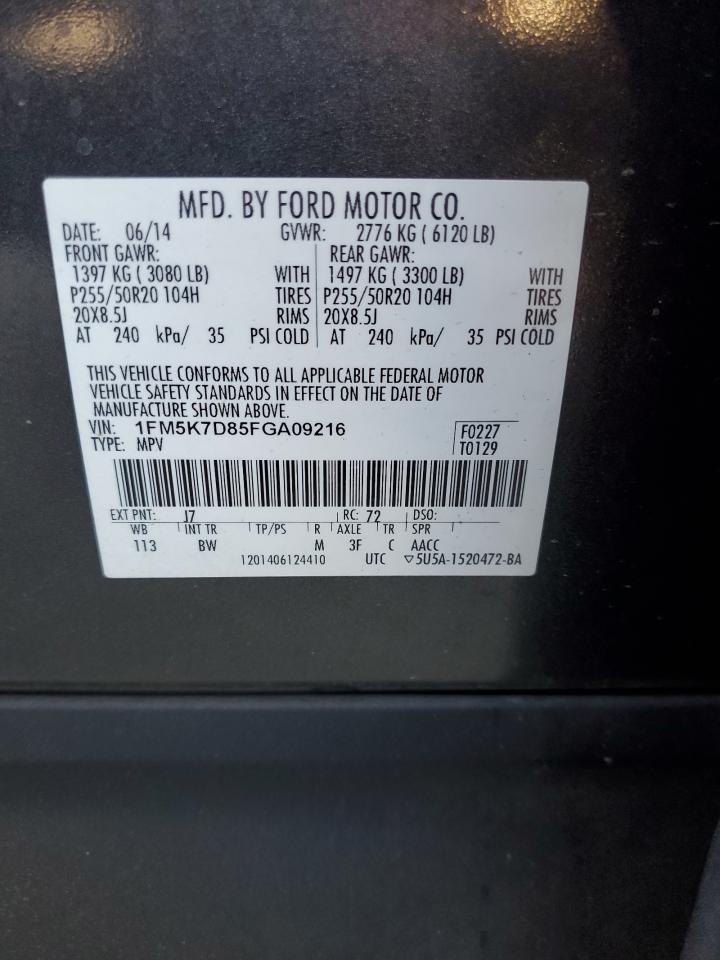 MFD. BY FORD MOTOR CO.
DATE: 06/14 GVWR: 2776 KG ( 6120 LB)
FRONT GAWR: REAR GAWR:
1397 KG ( 3080 LB) WITH 1497 KG ( 3300 LB) WITH
P255/50R20 104H TIRES P255/50R20 104H TIRES
20X8.5J RIMS 20X8.5J RIMS
AT 240 kPa/ 35 PSI COLD AT 240 kPa/ 35 PSI COLD
THIS VEHICLE CONFORMS TO ALL APPLICABLE FEDERAL MOTOR
VEHICLE SAFETY STANDARDS IN EFFECT ON THE DATE OF
MANUFACTURE SHOWN ABOVE.
VIN: 1FM5K7D85FGA09216 F0227
TYPE: MPV T0129
EXT PNT: J7 RC: 72 DSO:
WB INT TR TP/PS R AXLE TR SPR
113 BW M 3F C AACC
1201406124410 UTC ▽5U5A-1520472-BA